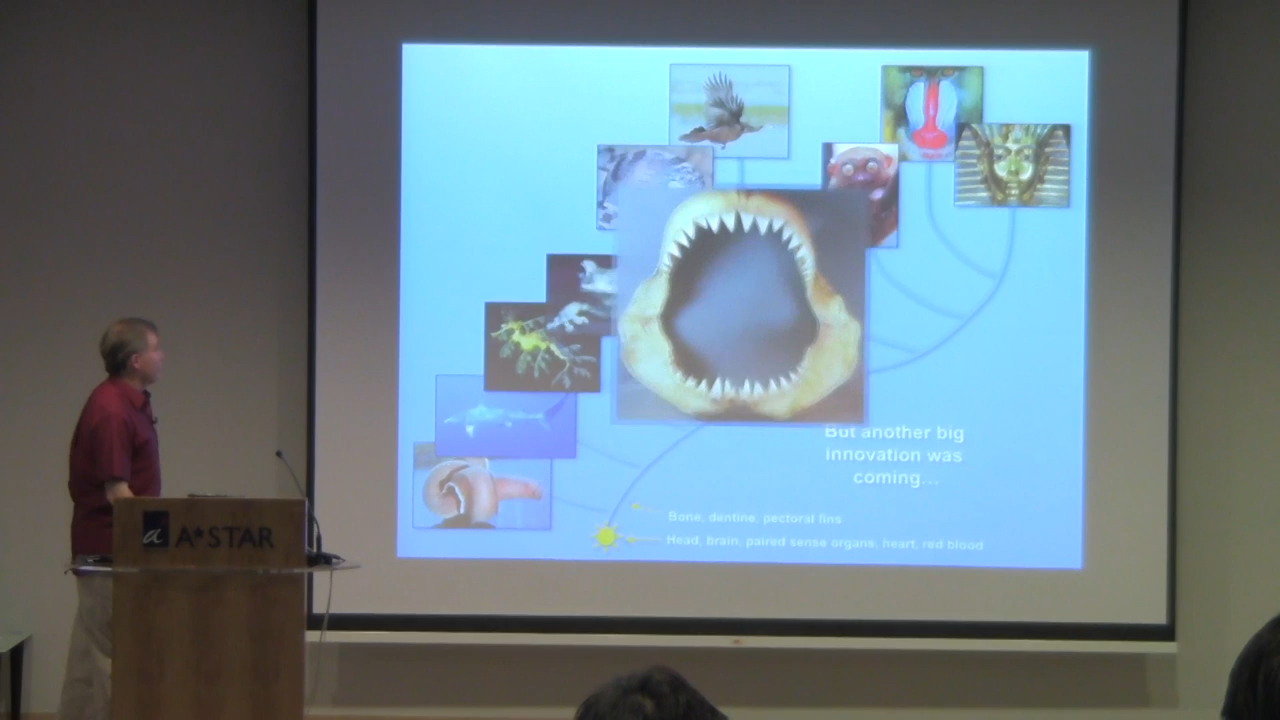 But another big
innovation was
coming...
Bone, dentine, pectoral fins
Head, brain, paired sense organs, heart, red blood
a A*STAR